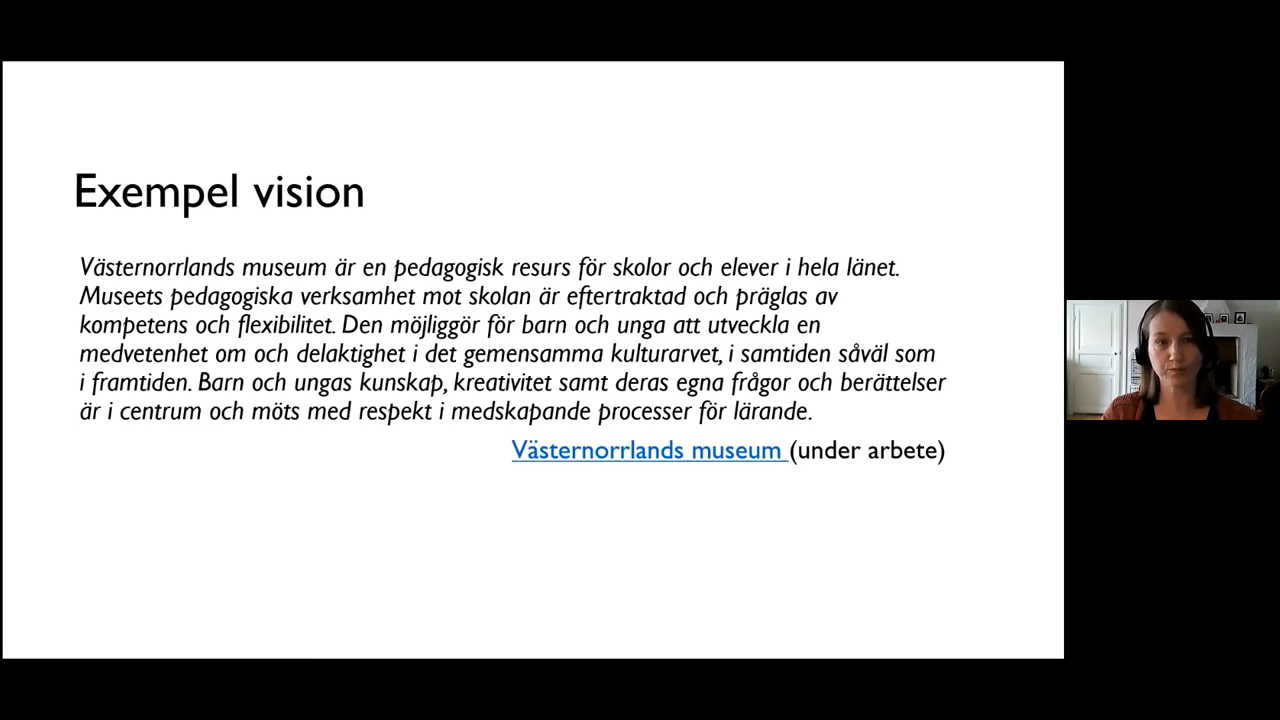 Exempel vision
Västernorrlands museum är en pedagogisk resurs för skolor och elever i hela länet.
Museets pedagogiska verksamhet mot skolan är eftertraktad och präglas av
kompetens och flexibilitet. Den möjliggör för barn och unga att utveckla en
medvetenhet om och delaktighet i det gemensamma kulturarvet, i samtiden såväl som
i framtiden. Barn och ungas kunskap, kreativitet samt deras egna frågor och berättelser
är i centrum och möts med respekt i medskapande processer för lärande.
Västernorrlands museum (under arbete)